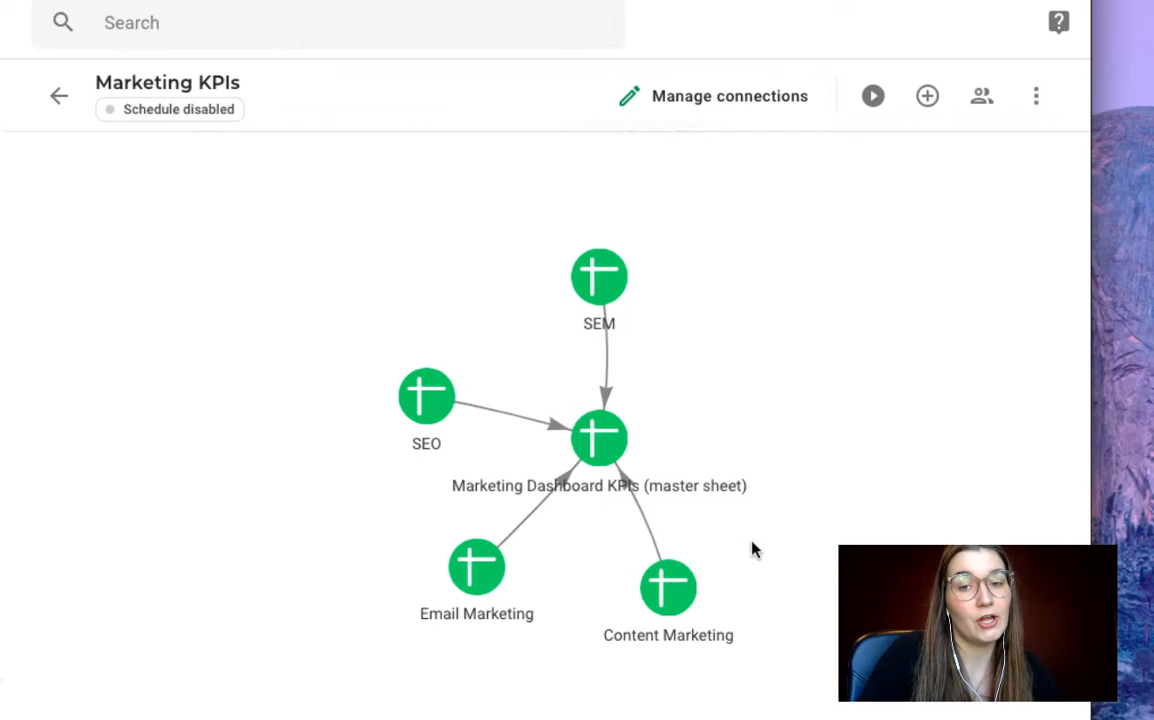 Search
Marketing KPIs
Schedule disabled
Manage connections
SEM
SEO
Marketing Dashboard KPIs (master sheet)
Email Marketing
Content Marketing